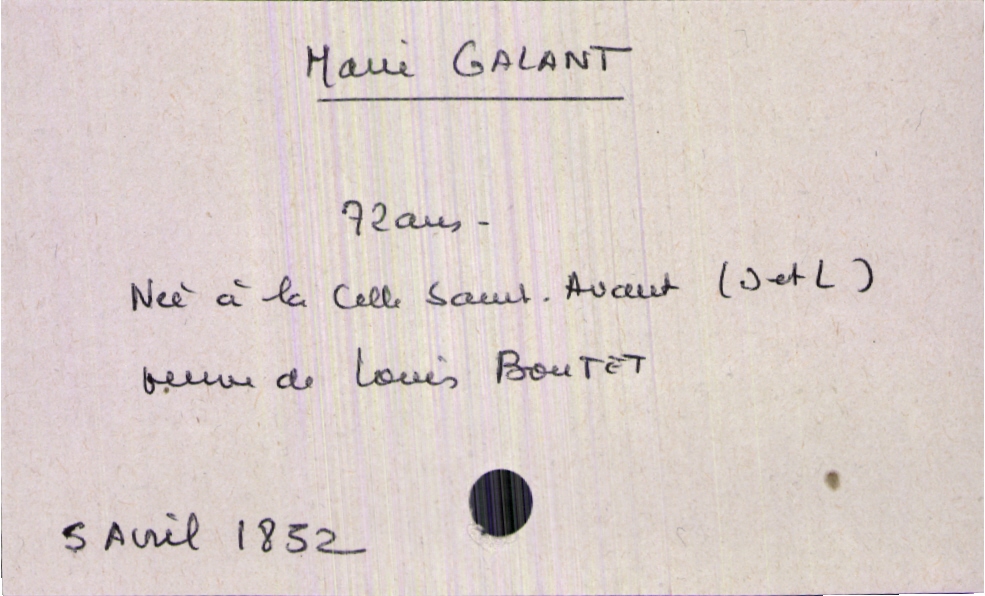 Marie GALANT
72 ans -
Née à la Celle Saint. Avant (I et L)
veuve de Louis BOUTET
5 Avril 1852